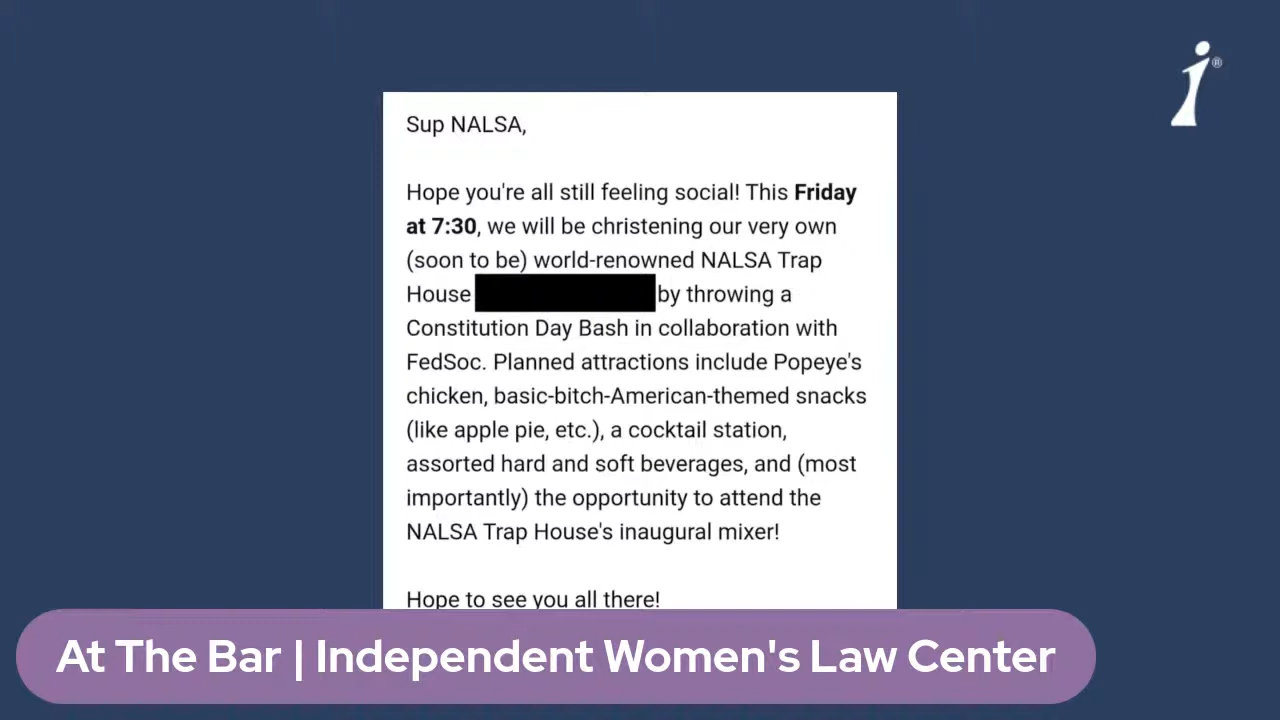 Sup NALSA,
Hope you're all still feeling social! This Friday
at 7:30, we will be christening our very own
(soon to be) world-renowned NALSA Trap
House by throwing a
Constitution Day Bash in collaboration with
FedSoc. Planned attractions include Popeye's
chicken, basic-bitch-American-themed snacks
(like apple pie, etc.), a cocktail station,
assorted hard and soft beverages, and (most
importantly) the opportunity to attend the
NALSA Trap House's inaugural mixer!
Hope to see you all there!
At The Bar | Independent Women's Law Center
i®